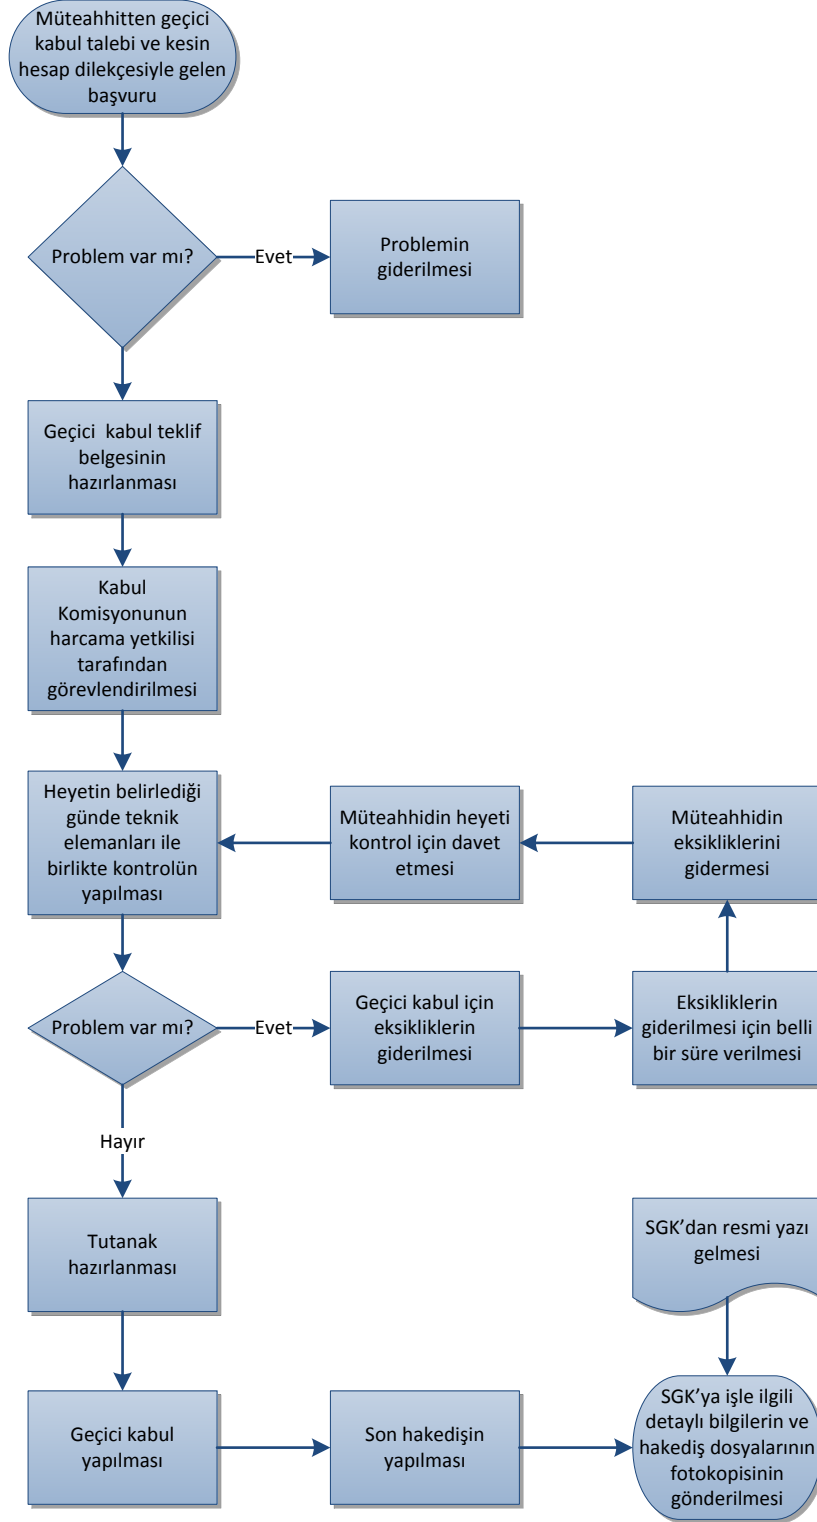 Müteahhitten geçici
kabul talebi ve kesin
hesap dilekçesiyle gelen
başvuru
Problem var mı?
Evet
Problemin
giderilmesi
Geçici  kabul teklif
belgesinin
hazırlanması
Kabul
Komisyonunun
harcama yetkilisi
tarafından
görevlendirilmesi
Heyetin belirlediği
günde teknik
elemanları ile
birlikte kontrolün
yapılması
Müteahhidin heyeti
kontrol için davet
etmesi
Müteahhidin
eksikliklerini
gidermesi
Problem var mı?
Evet
Geçici kabul için
eksikliklerin
giderilmesi
Eksikliklerin
giderilmesi için belli
bir süre verilmesi
Hayır
Tutanak
hazırlanması
SGK’dan resmi yazı
gelmesi
Geçici kabul
yapılması
Son hakedişin
yapılması
SGK’ya işle ilgili
detaylı bilgilerin ve
hakediş dosyalarının
fotokopisinin
gönderilmesi